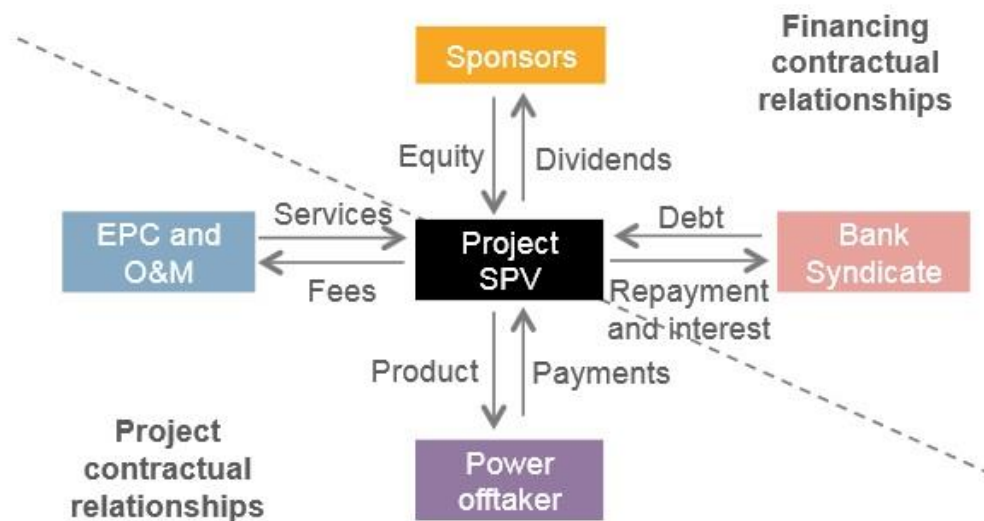 Financing
contractual
relationships
Sponsors
Equity
Dividends
Services
EPC and
O&M
Fees
Project
SPV
Debt
Bank
Syndicate
Repayment
and interest
Product
Payments
Project
contractual
relationships
Power
offtaker